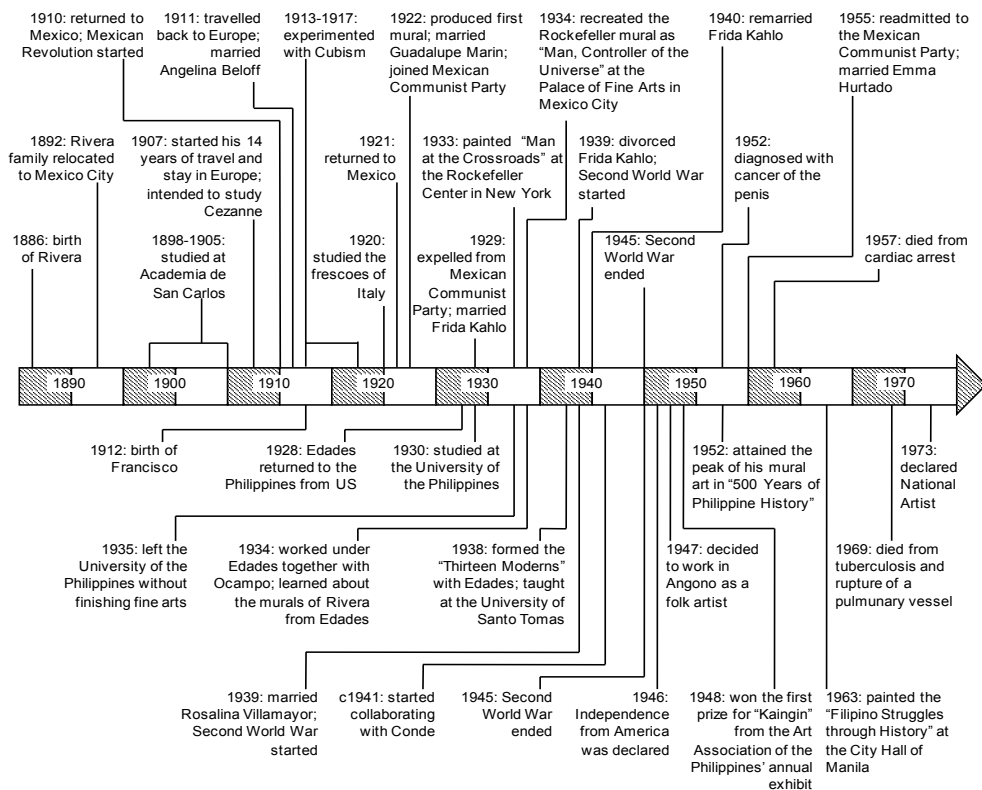 1910: returned to
Mexico; Mexican
Revolution started
1911: travelled
back to Europe;
married
Angelina Beloff
1913-1917:
experimented
with Cubism
1922: produced first
mural; married
Guadalupe Marin;
joined Mexican
Communist Party
1934: recreated the
Rockefeller mural as
“Man, Controller of the
Universe” at the
Palace of Fine Arts in
Mexico City
1940: remarried
Frida Kahlo
1955: readmitted to
the Mexican
Communist Party;
married Emma
Hurtado
1892: Rivera
family relocated
to Mexico City
1907: started his 14
years of travel and
stay in Europe;
intended to study
Cezanne
1921:
returned to
Mexico
1933: painted “Man
at the Crossroads” at
the Rockefeller
Center in New York
1939: divorced
Frida Kahlo;
Second World War
started
1952:
diagnosed with
cancer of the
penis
1886: birth
of Rivera
1898-1905:
studied at
Academia de
San Carlos
1920:
studied the
frescoes of
Italy
1929:
expelled from
Mexican
Communist
Party; married
Frida Kahlo
1945: Second
World War
ended
1957: died from
cardiac arrest
1890
1900
1910
1920
1930
1940
1950
1960
1970
1912: birth of
Francisco
1928: Edades
returned to the
Philippines from US
1930: studied at
the University of
the Philippines
1952: attained the
peak of his mural
art in “500 Years of
Philippine History”
1973:
declared
National
Artist
1935: left the
University of the
Philippines without
finishing fine arts
1934: worked under
Edades together with
Ocampo; learned about
the murals of Rivera
from Edades
1938: formed the
“Thirteen Moderns”
with Edades; taught
at the University of
Santo Tomas
1947: decided
to work in
Angono as a
folk artist
1969: died from
tuberculosis and
rupture of a
pulmunary vessel
1939: married
Rosalina Villamayor;
Second World War
started
c1941: started
collaborating
with Conde
1945: Second
World War
ended
1946:
Independence
from America
was declared
1948: won the first
prize for “Kaingin”
from the Art
Association of the
Philippines’ annual
exhibit
1963: painted the
“Filipino Struggles
through History” at
the City Hall of
Manila